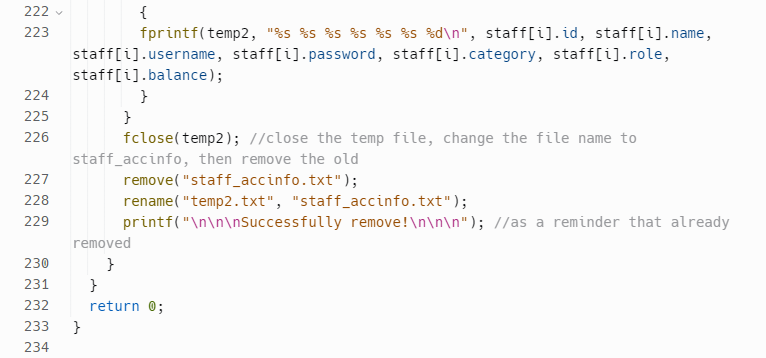 222 {
223 fprintf(temp2, "%s %s %s %s %s %s %d\n", staff[i].id, staff[i].name,
staff[i].username, staff[i].password, staff[i].category, staff[i].role,
staff[i].balance);
224 }
225 }
226 fclose(temp2); //close the temp file, change the file name to
staff_accinfo, then remove the old
227 remove("staff_accinfo.txt");
228 rename("temp2.txt", "staff_accinfo.txt");
229 printf("\n\n\nSuccessfully remove!\n\n\n"); //as a reminder that already
removed
230 }
231 }
232 return 0;
233 }
234